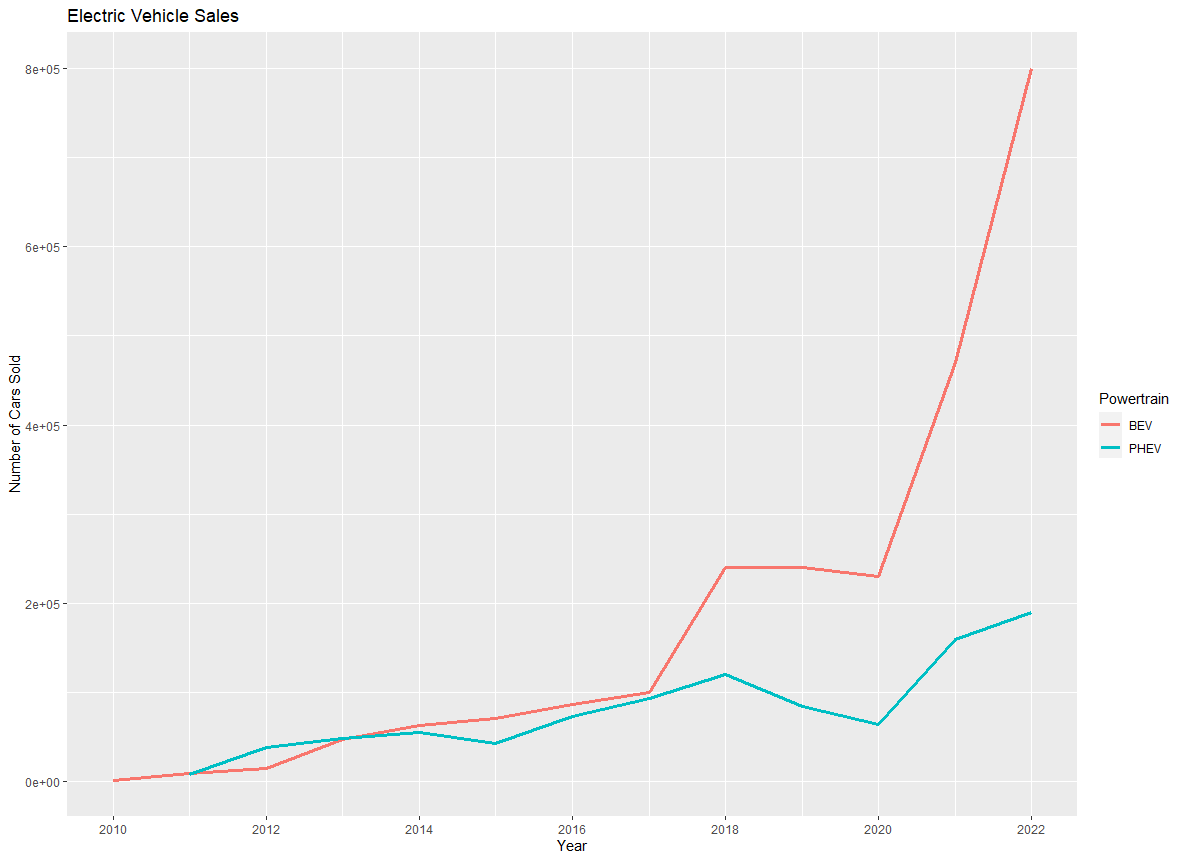 Electric Vehicle Sales
8e+05
6e+05
4e+05
2e+05
0e+00
Number of Cars Sold
2010 2012 2014 2016 2018 2020 2022
Year
Powertrain
BEV
PHEV